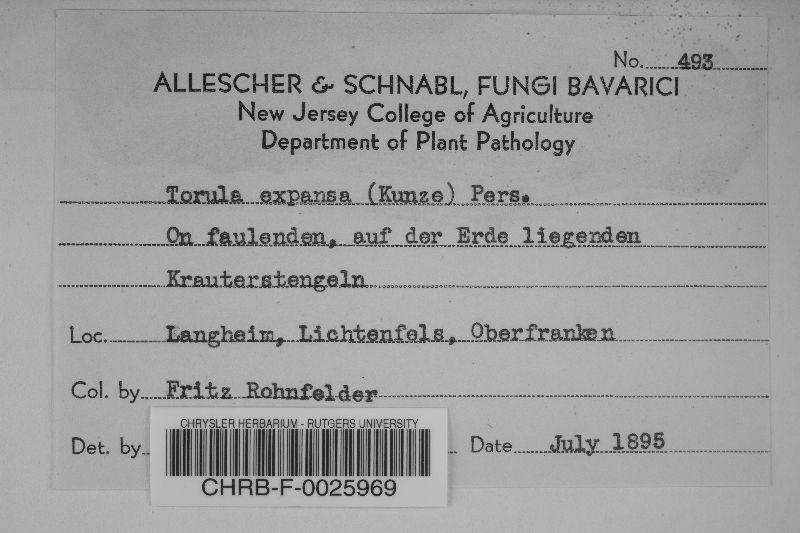 No. 493
ALLESCHER & SCHNABL, FUNGI BAVARICI
New Jersey College of Agriculture
Department of Plant Pathology
Torula expansa (Kunze) Pers.
On faulenden, auf der Erde liegenden
Krauterstengeln
Loc. Langheim, Lichtenfels, Oberfranken
Col. by Fritz Rohnfelder
Det. by Date July 1895
CHRYSLER HERBARIUM - RUTGERS UNIVERSITY
CHRB-F-0025969